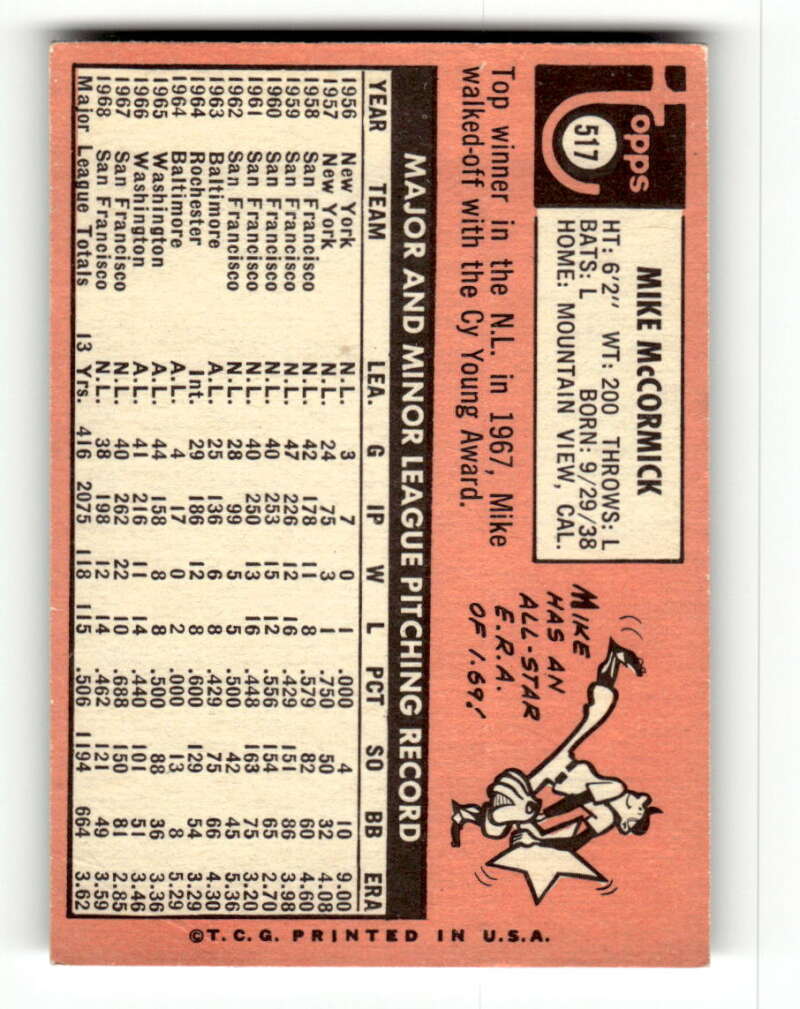 Topps
517
MIKE McCORMICK
HT: 6'2" WT: 200 THROWS: L
BATS: L BORN: 9/29/38
HOME: MOUNTAIN VIEW, CAL.
Top winner in the N.L. in 1967, Mike
walked-off with the Cy Young Award.
MIKE
HAS AN
ALL-STAR
E.R.A.
OF 1.69!
MAJOR AND MINOR LEAGUE PITCHING RECORD
YEAR TEAM LEA. G IP W L PCT SO BB ERA
1956 New York N.L. 3 7 0 1 .000 4 10 9.00
1957 New York N.L. 24 75 3 1 .750 50 32 4.08
1958 San Francisco N.L. 42 178 11 8 .579 82 60 4.60
1959 San Francisco N.L. 47 226 12 16 .429 151 86 3.98
1960 San Francisco N.L. 40 253 15 12 .556 154 65 2.70
1961 San Francisco N.L. 40 250 13 16 .448 163 75 3.20
1962 San Francisco N.L. 28 99 5 5 .500 42 45 5.36
1963 Baltimore A.L. 25 136 6 8 .429 75 66 4.30
1964 Rochester Int. 29 186 12 8 .600 129 54 3.29
1964 Baltimore A.L. 4 17 0 2 .000 13 8 5.29
1965 Washington A.L. 44 158 8 8 .500 88 36 3.36
1966 Washington A.L. 41 216 11 14 .440 101 51 3.46
1967 San Francisco N.L. 40 262 22 10 .688 150 81 2.85
1968 San Francisco N.L. 38 198 12 14 .462 121 49 3.59
Major League Totals 13 Yrs. 416 2075 118 115 .506 1194 664 3.62
©T.C.G. PRINTED IN U.S.A.